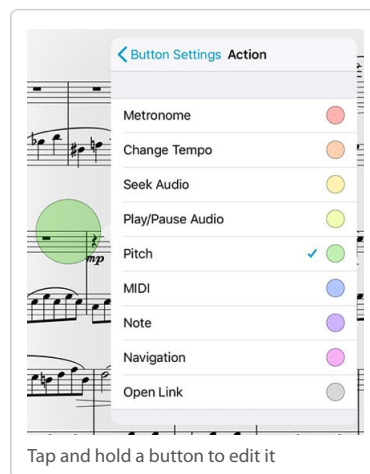 Button Settings Action
Metronome
Change Tempo
Seek Audio
Play/Pause Audio
Pitch
mp
MIDI
Note
Navigation
Open Link
Tap and hold a button to edit it